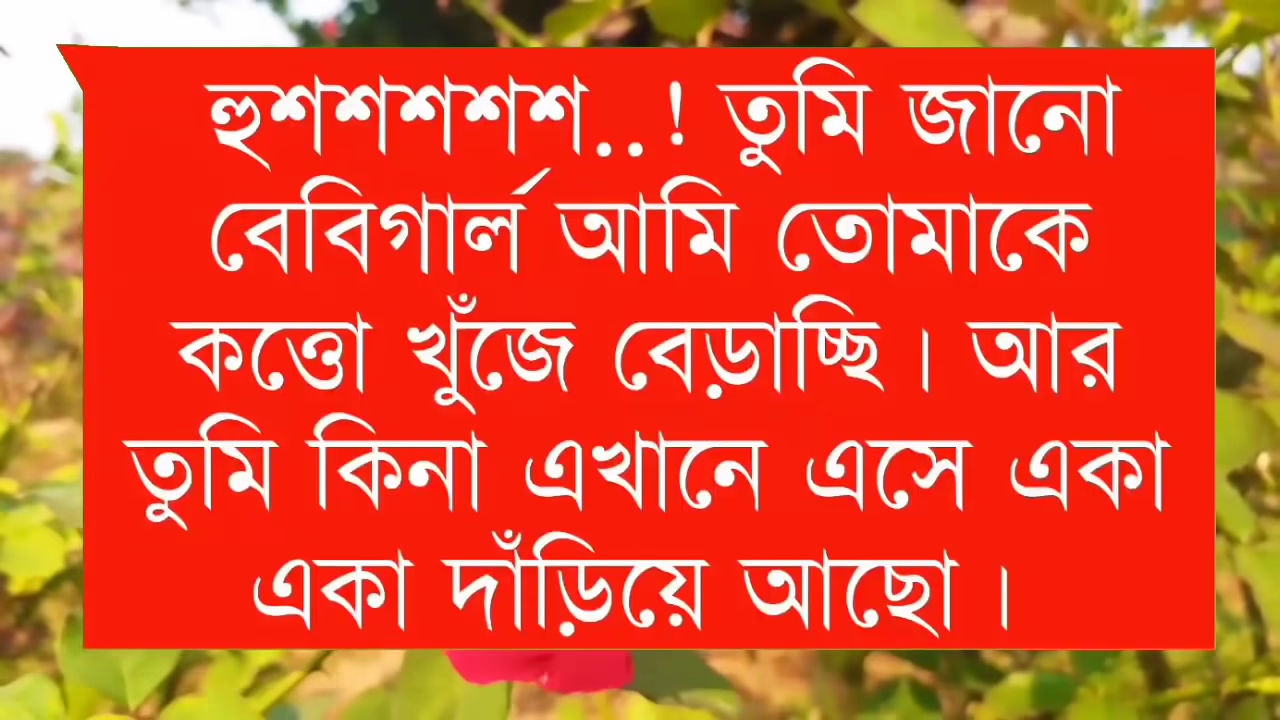 হুশশশশশ..! তুমি জানো
বেবিগার্ল আমি তোমাকে
কত্তো খুঁজে বেড়াচ্ছি। আর
তুমি কিনা এখানে এসে একা
একা দাঁড়িয়ে আছো।